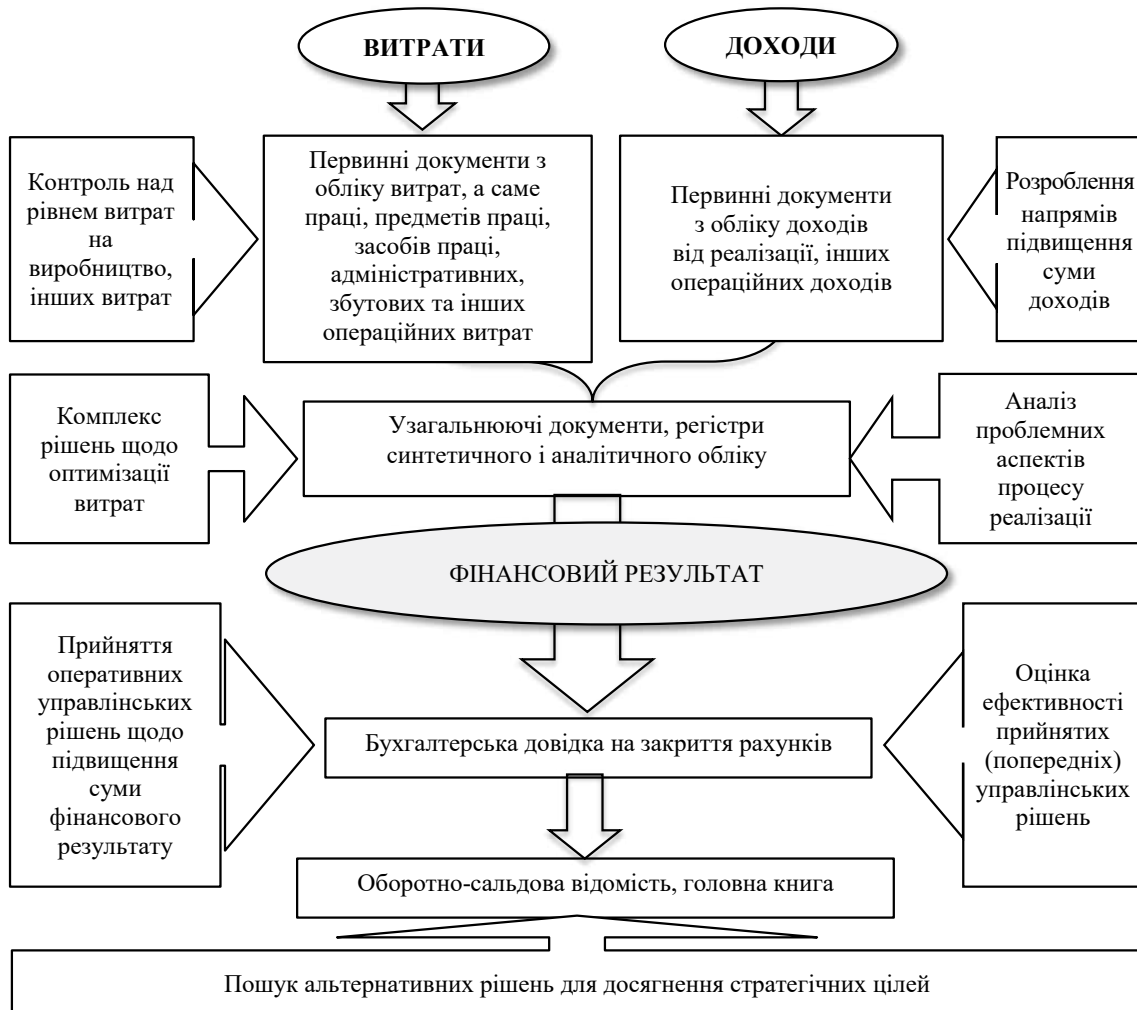 ВИТРАТИ
ДОХОДИ
Контроль над
рівнем витрат
на
виробництво,
інших витрат
Первинні документи з
обліку витрат, а саме
праці, предметів праці,
засобів праці,
адміністративних,
збутових та інших
операційних витрат
Первинні документи
з обліку доходів
від реалізації, інших
операційних доходів
Розроблення
напрямів
підвищення
суми
доходів
Комплекс
рішень щодо
оптимізації
витрат
Узагальнюючі документи, регістри
синтетичного і аналітичного обліку
Аналіз
проблемних
аспектів
процесу
реалізації
ФІНАНСОВИЙ РЕЗУЛЬТАТ
Прийняття
оперативних
управлінських
рішень щодо
підвищення
суми
фінансового
результату
Бухгалтерська довідка на закриття рахунків
Оцінка
ефективності
прийнятих
(попередніх)
управлінських
рішень
Оборотно-сальдова відомість, головна книга
Пошук альтернативних рішень для досягнення стратегічних цілей